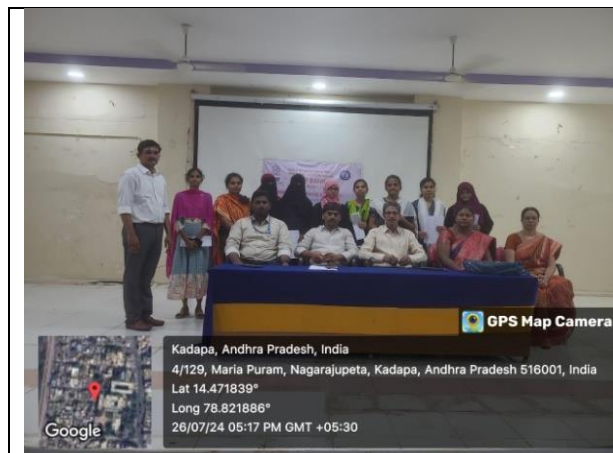 GPS Map Camera
Kadapa, Andhra Pradesh, India
4/129, Maria Puram, Nagarajupeta, Kadapa, Andhra Pradesh 516001, India
Lat 14.471839°
Long 78.821886°
26/07/24 05:17 PM GMT +05:30
Google